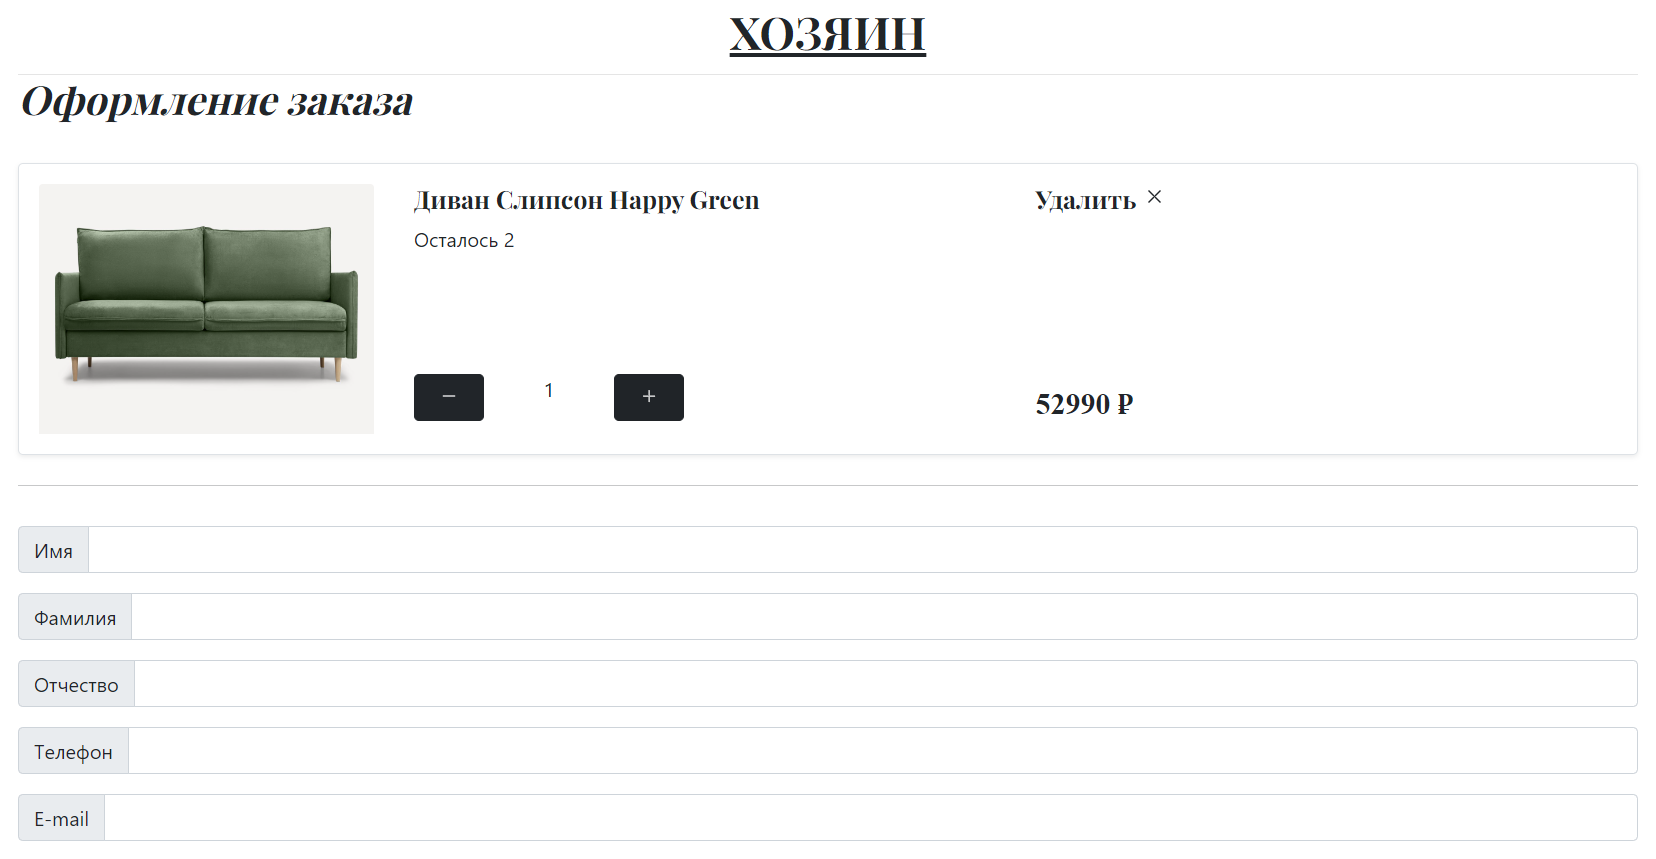 ХОЗЯИН
Оформление заказа
Диван Слипсон Happy Green
Удалить ×
Осталось 2
− 1 +
52990 ₽
Имя
Фамилия
Отчество
Телефон
E-mail